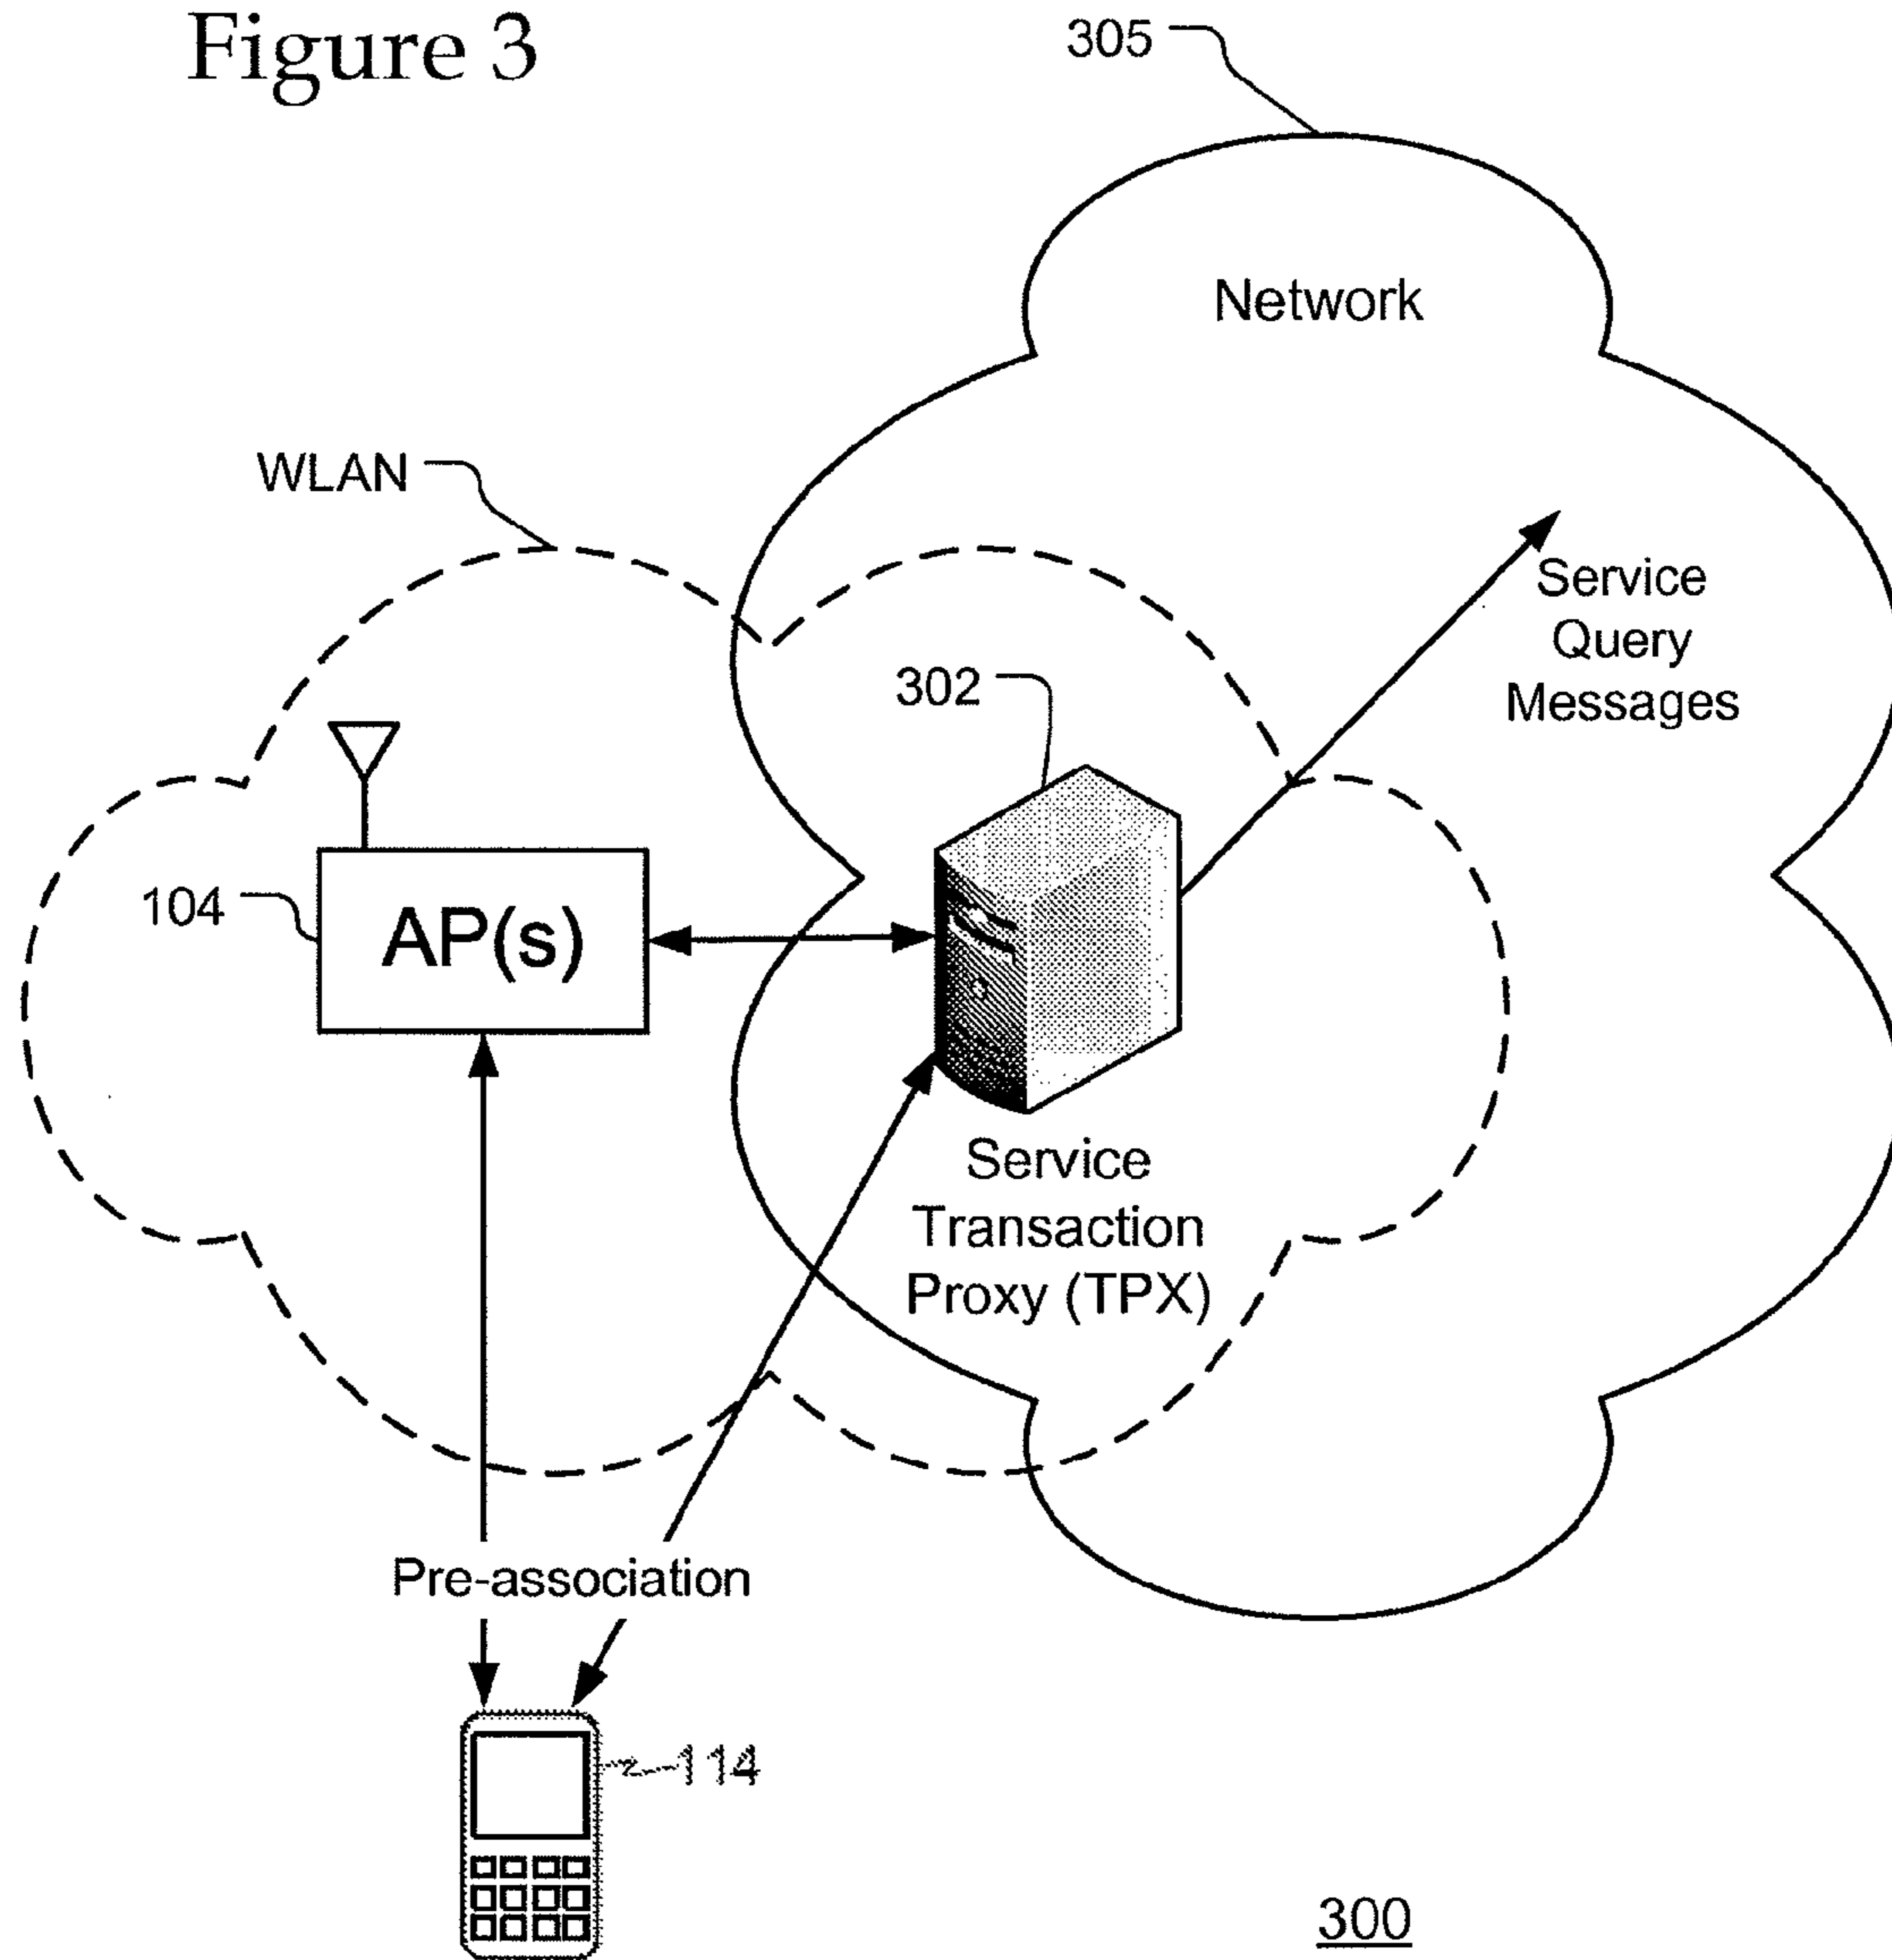 Figure 3
305
Network
WLAN
Service
Query
Messages
302
104
AP(s)
Service
Transaction
Proxy (TPX)
Pre-association
114
300